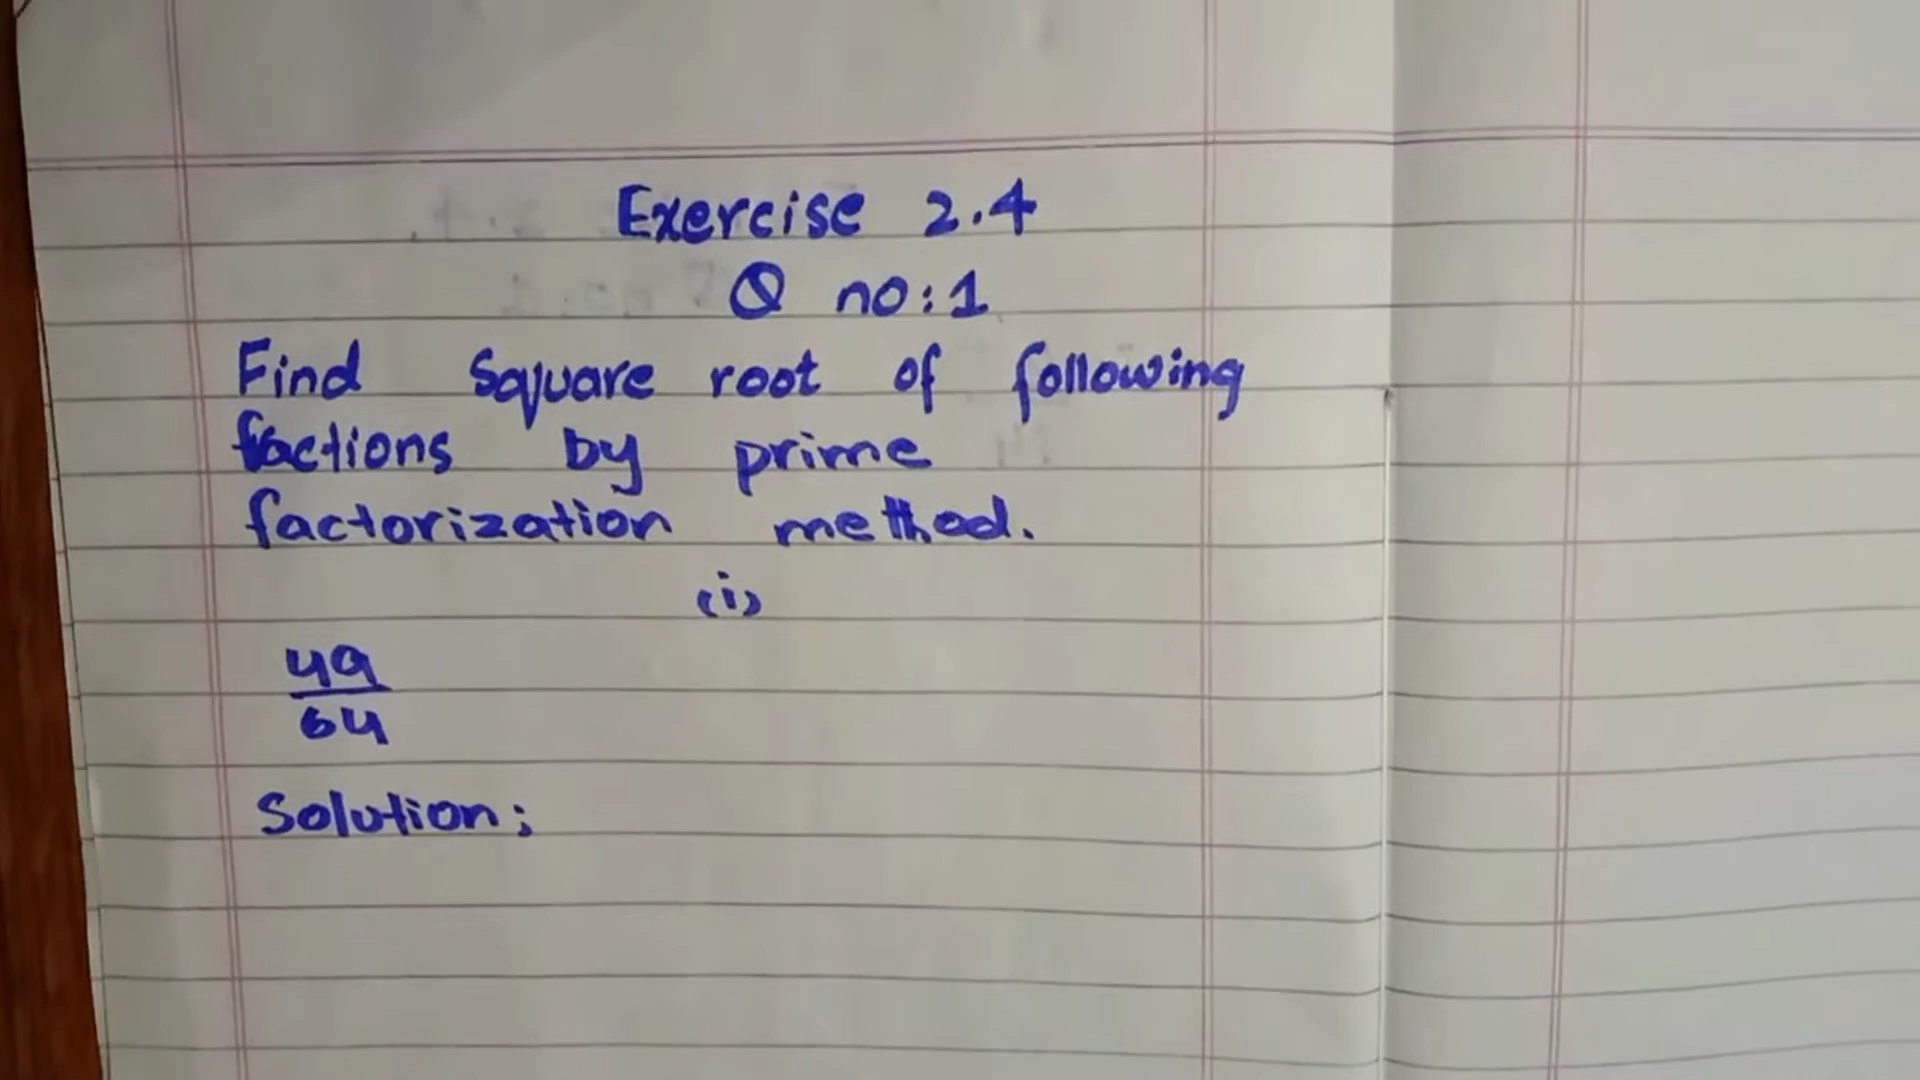 Exercise 2.4
Q no:1
Find Square root of following
factions by prime
factorization method.
(i)
49
64
Solution;